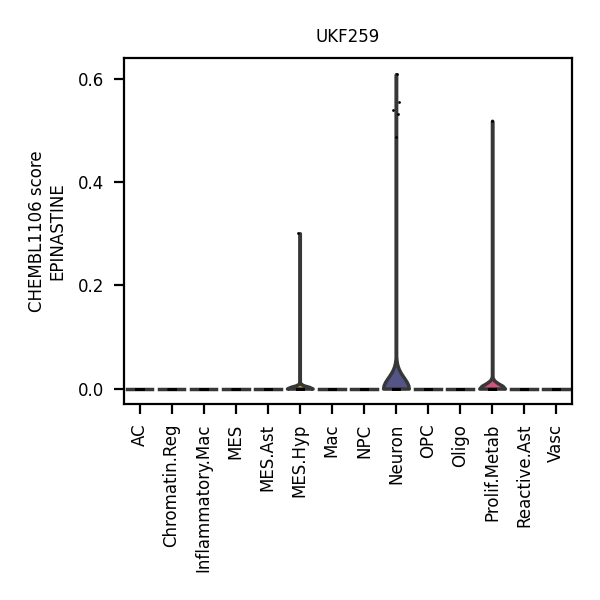 UKF259
CHEMBL1106 score
EPINASTINE
0.6
0.4
0.2
0.0
AC
Chromatin.Reg
Inflammatory.Mac
MES
MES.Ast
MES.Hyp
Mac
NPC
Neuron
OPC
Oligo
Prolif.Metab
Reactive.Ast
Vasc